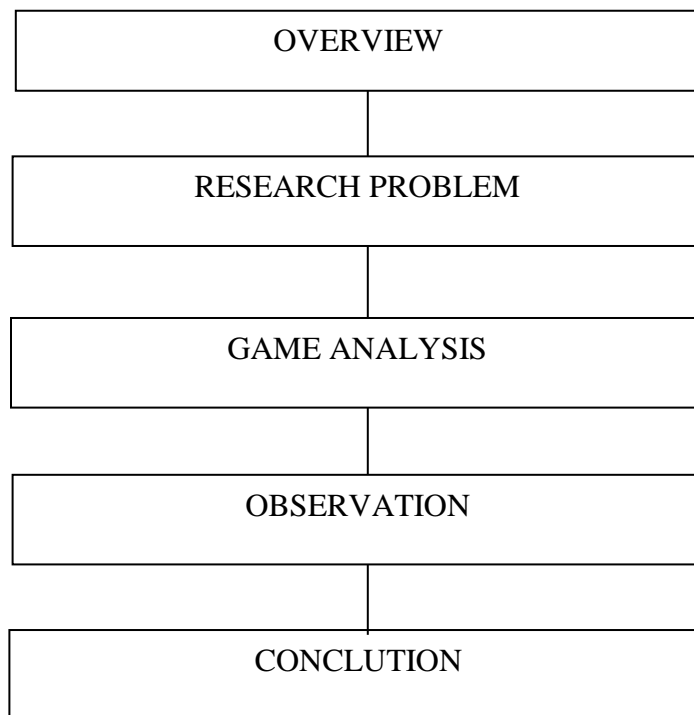 OVERVIEW
RESEARCH PROBLEM
GAME ANALYSIS
OBSERVATION
CONCLUTION